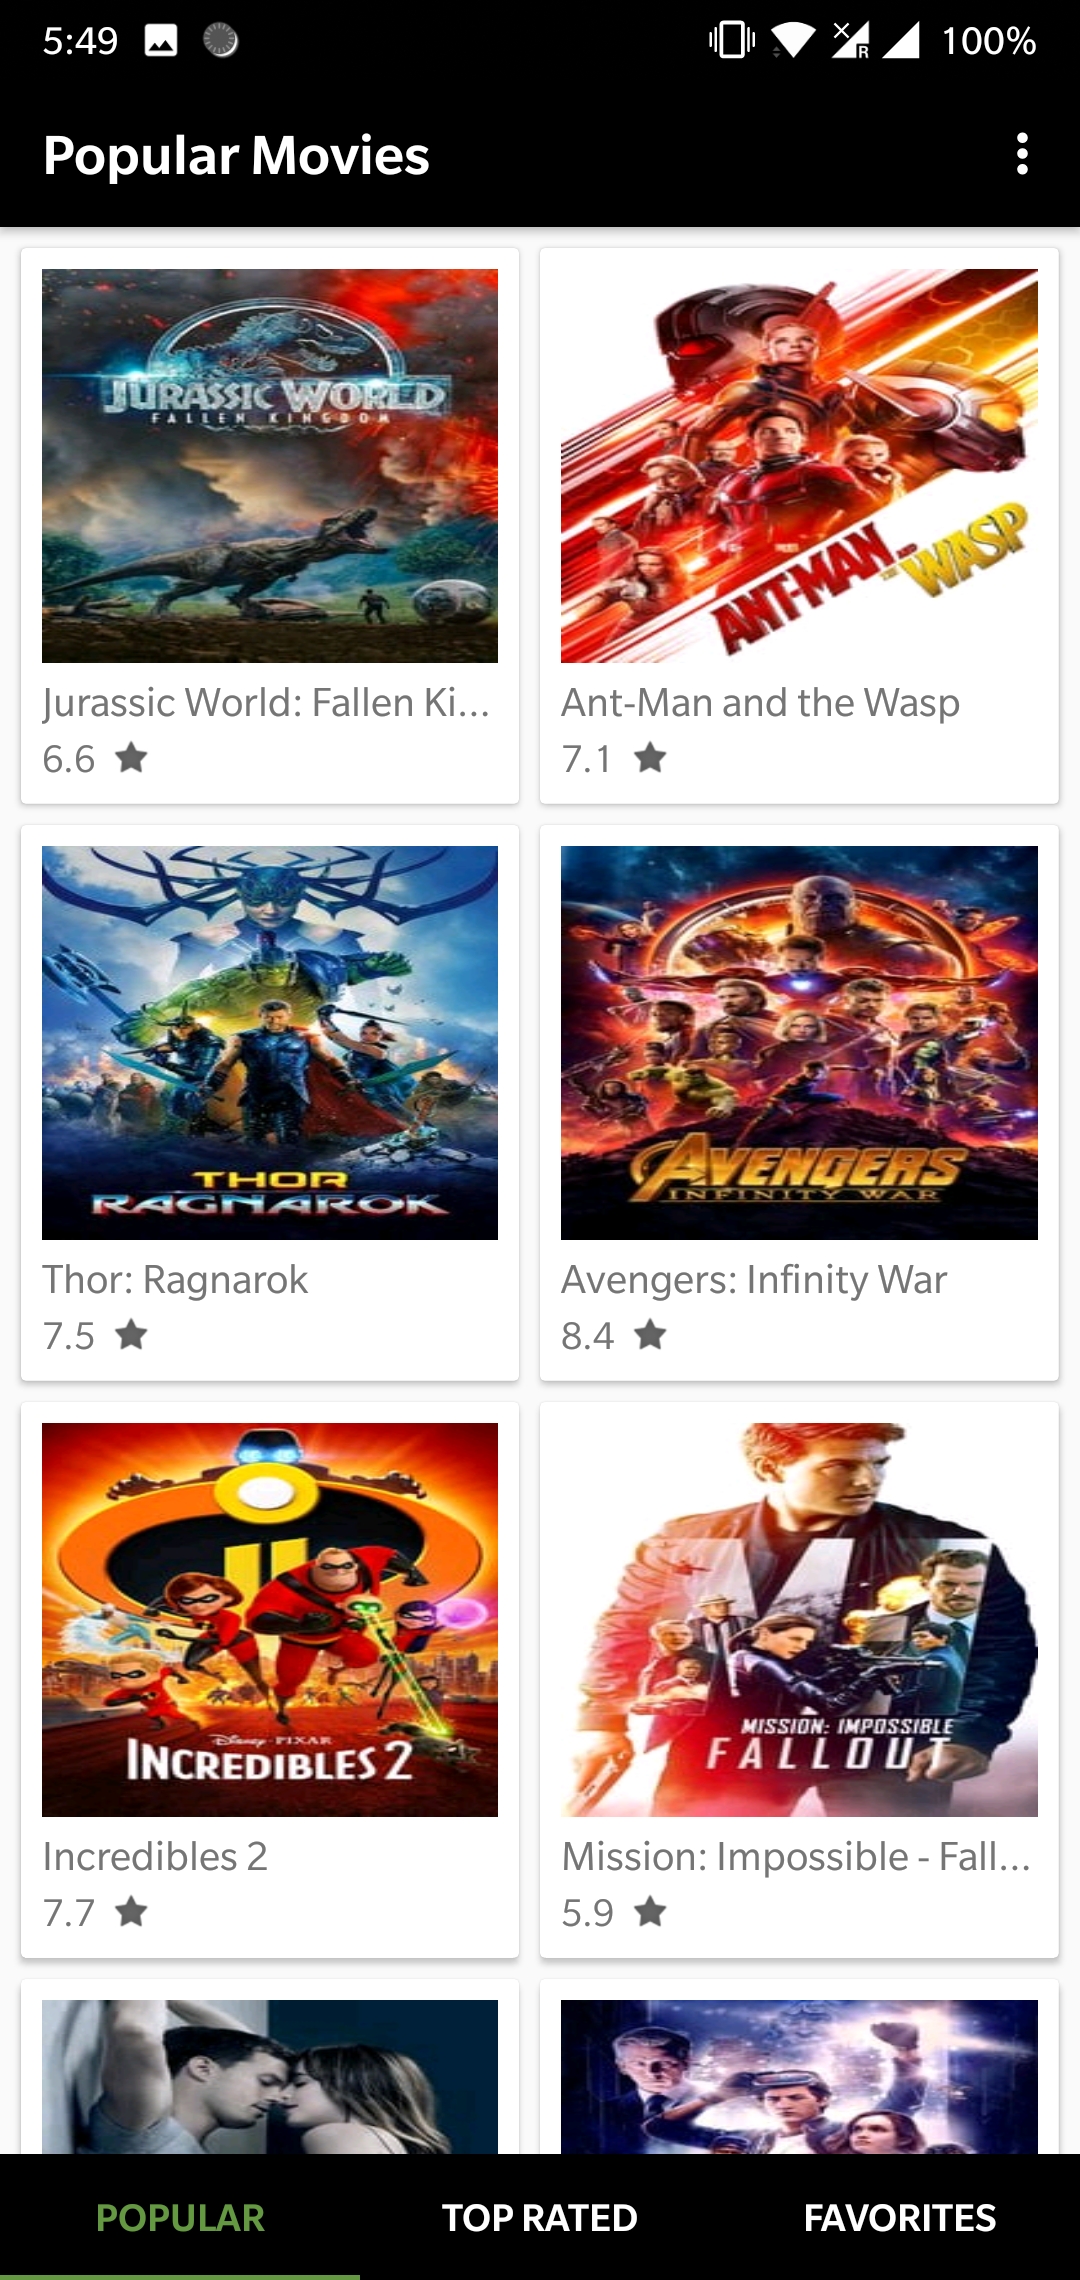 5:49
R
100%
Popular Movies
JURASSIC WORLD
FALLEN KINGDOM
ANT-MAN AND THE WASP
Jurassic World: Fallen Ki...
6.6
Ant-Man and the Wasp
7.1
THOR
RAGNAROK
AVENGERS
INFINITY WAR
Thor: Ragnarok
7.5
Avengers: Infinity War
8.4
Disney · PIXAR
INCREDIBLES 2
MISSION: IMPOSSIBLE
FALLOUT
Incredibles 2
7.7
Mission: Impossible - Fall...
5.9
POPULAR
TOP RATED
FAVORITES